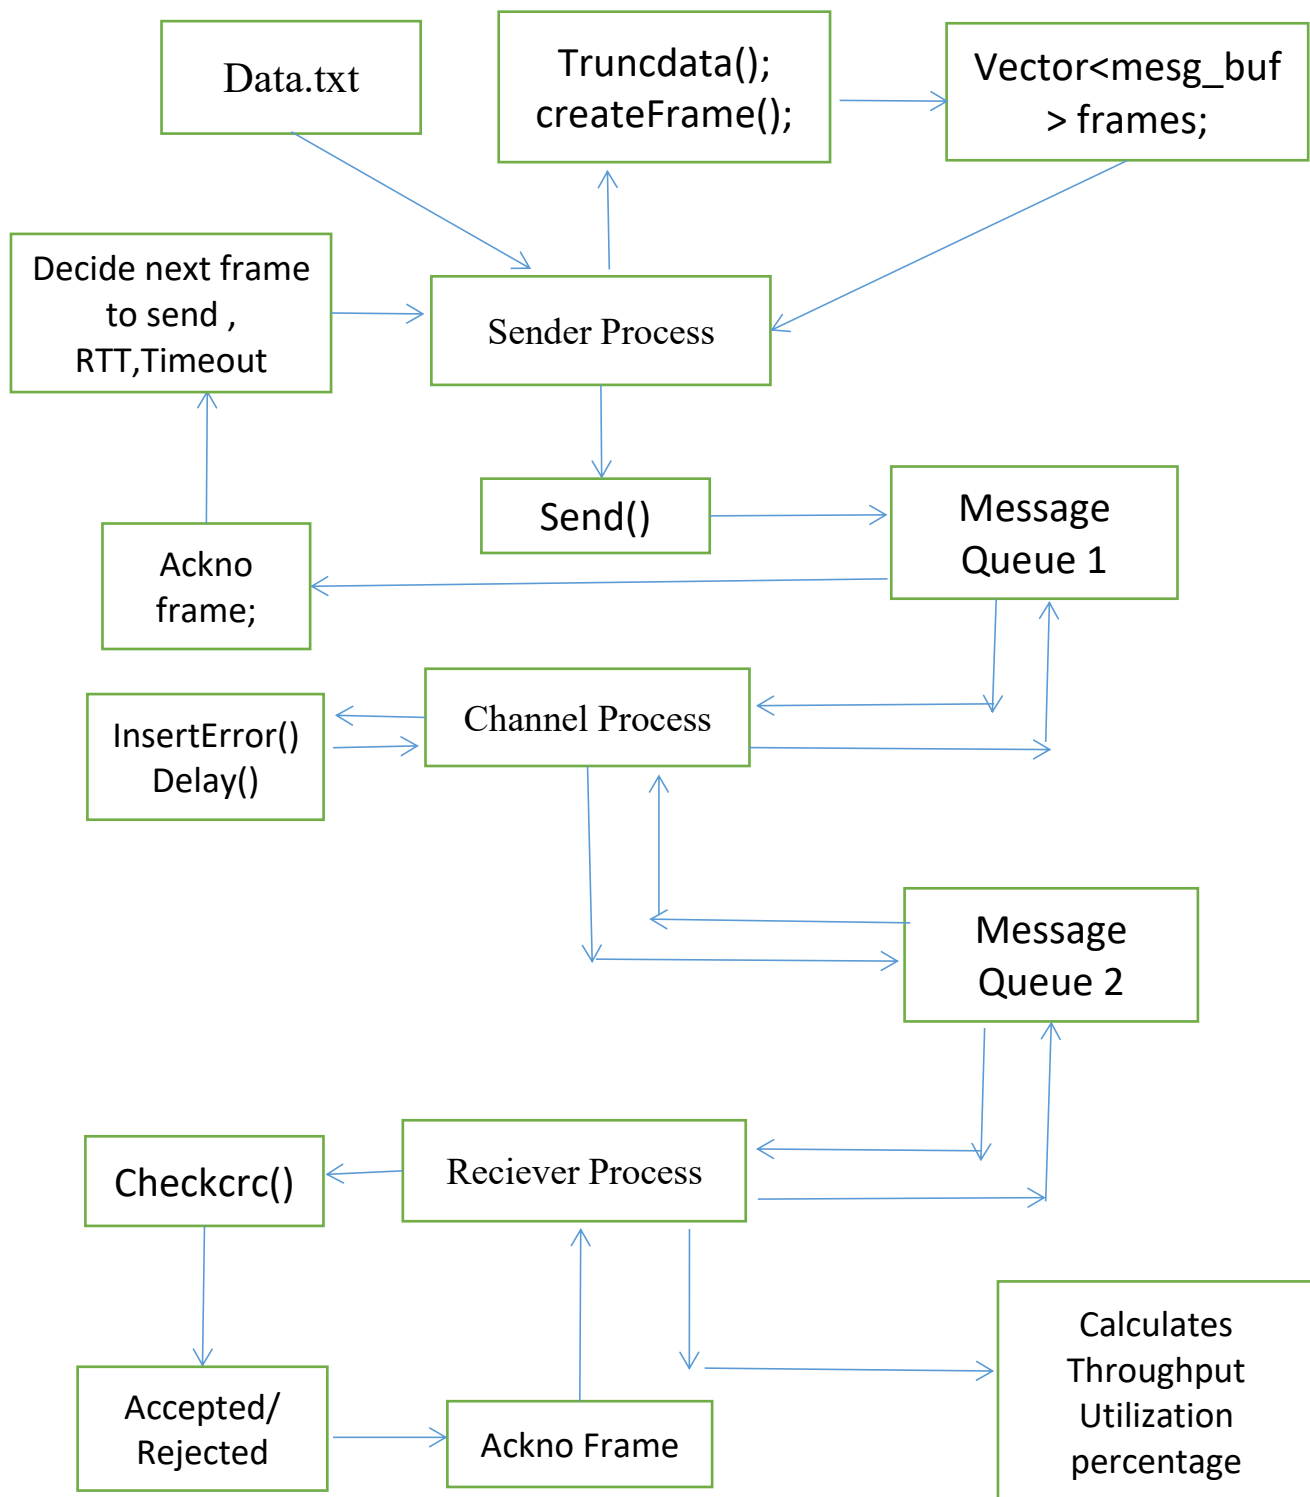 Data.txt
Truncdata();
createFrame();
Vector<mesg_buf
> frames;
Decide next frame
to send ,
RTT,Timeout
Sender Process
Send()
Message
Queue 1
Ackno
frame;
Channel Process
InsertError()
Delay()
Message
Queue 2
Checkcrc()
Reciever Process
Accepted/
Rejected
Ackno Frame
Calculates
Throughput
Utilization
percentage